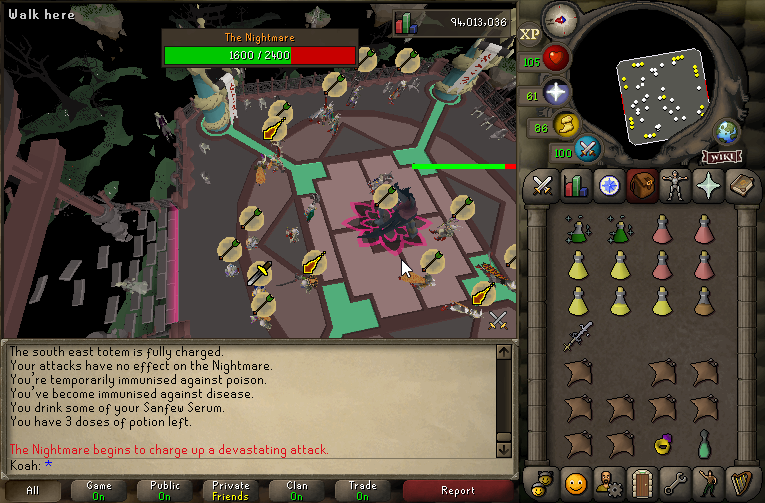 Walk here
The Nightmare
1600 / 2400
94,013,036
XP
105
61
86
100
WIKI
The south east totem is fully charged.
Your attacks have no effect on the Nightmare.
You're temporarily immunised against poison.
You've become immunised against disease.
You drink some of your Sanfew Serum.
You have 3 doses of potion left.
The Nightmare begins to charge up a devastating attack.
Koah: *
All
Game
On
Public
On
Private
Friends
Clan
On
Trade
On
Report